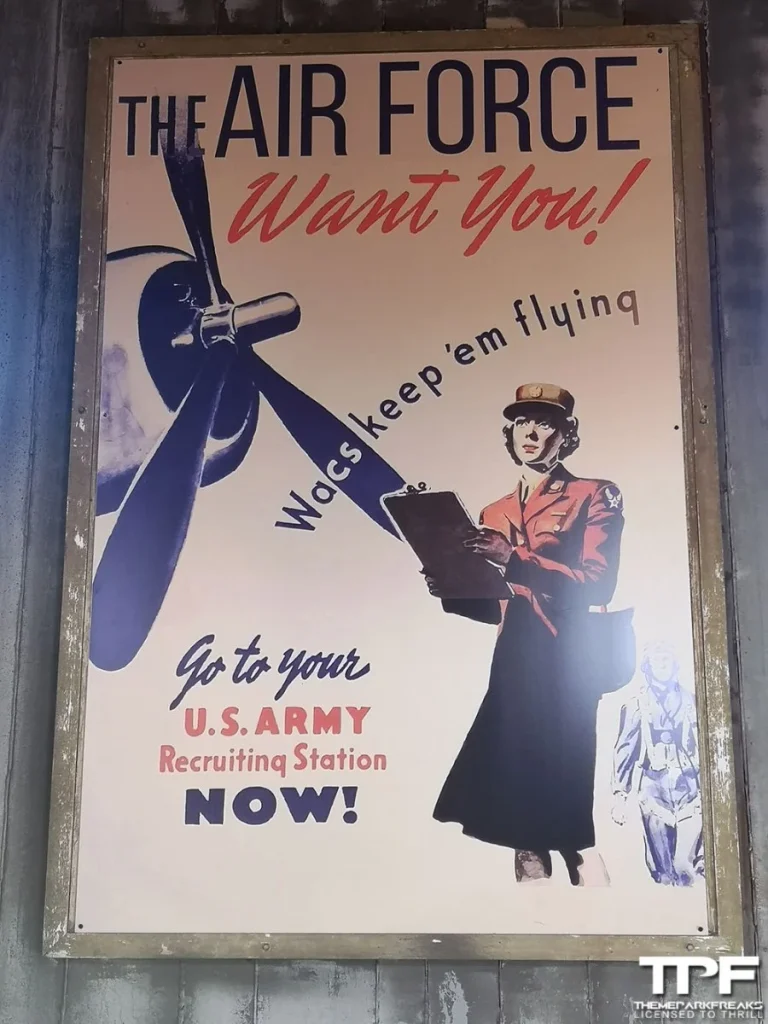 THE AIR FORCE
Want You!
Wacs keep 'em flying
Go to your
U.S. ARMY
Recruiting Station
NOW!
TPF
THEMEPARKFREAKS
LICENSED TO THRILL